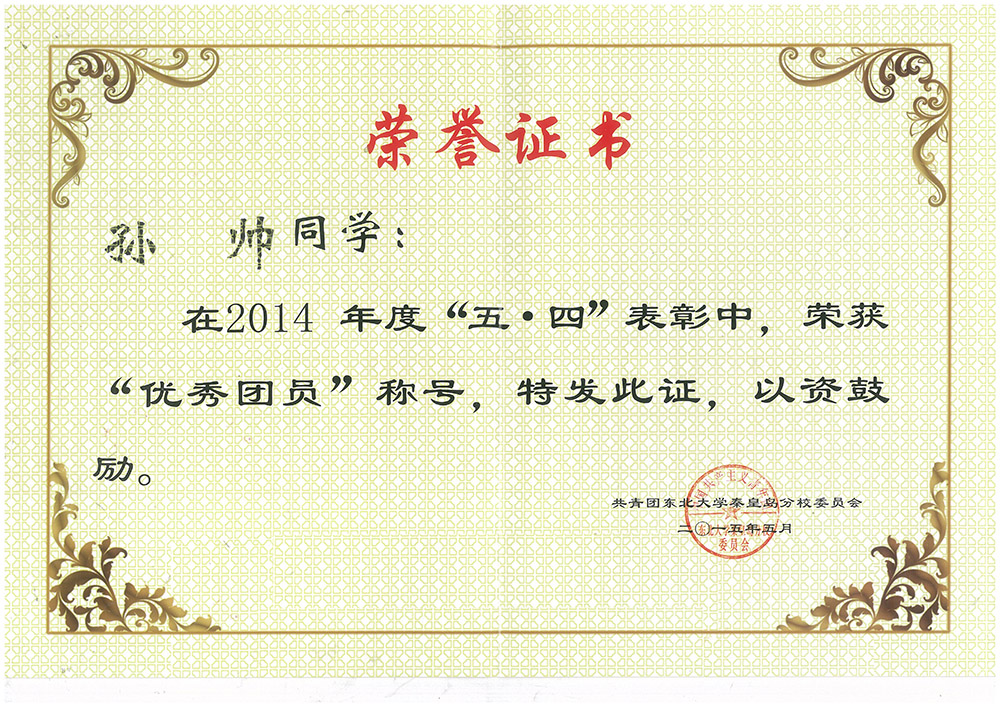 荣誉证书
孙 帅同学：
在2014 年度“五·四”表彰中，荣获
“优秀团员”称号，特发此证，以资鼓
励。
共青团东北大学秦皇岛分校委员会
二〇一五年五月
委员会